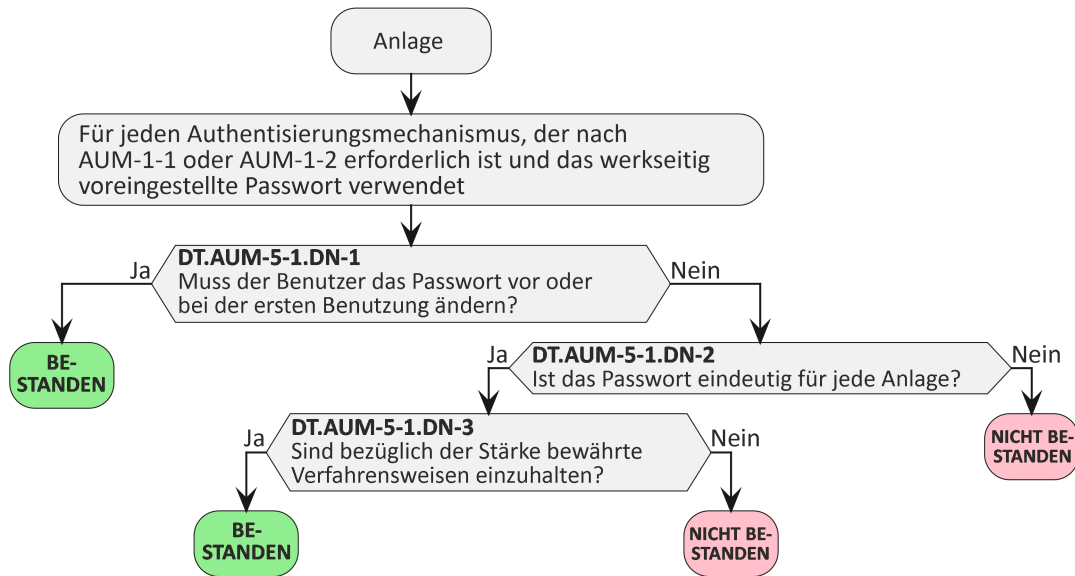 Anlage
Für jeden Authentisierungsmechanismus, der nach
AUM-1-1 oder AUM-1-2 erforderlich ist und das werkseitig
voreingestellte Passwort verwendet
DT.AUM-5-1.DN-1
Ja
Nein
Muss der Benutzer das Passwort vor oder
bei der ersten Benutzung ändern?
BE-
STANDEN
DT.AUM-5-1.DN-2
Ja
Nein
Ist das Passwort eindeutig für jede Anlage?
DT.AUM-5-1.DN-3
Ja
Nein
Sind bezüglich der Stärke bewährte
Verfahrensweisen einzuhalten?
NICHT BE-
STANDEN
BE-
STANDEN
NICHT BE-
STANDEN